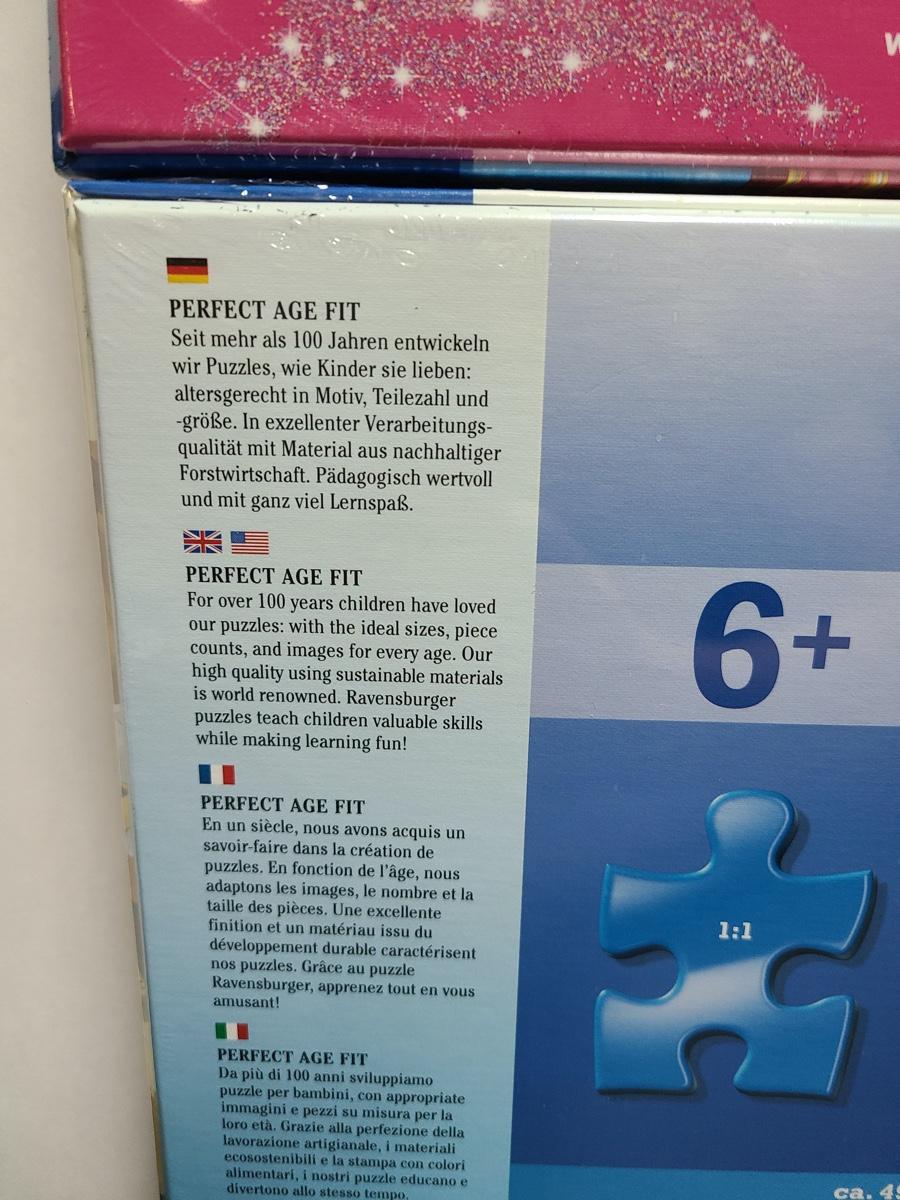 PERFECT AGE FIT
Seit mehr als 100 Jahren entwickeln
wir Puzzles, wie Kinder sie lieben:
altersgerecht in Motiv, Teilezahl und
-größe. In exzellenter Verarbeitungs-
qualität mit Material aus nachhaltiger
Forstwirtschaft. Pädagogisch wertvoll
und mit ganz viel Lernspaß.
PERFECT AGE FIT
For over 100 years children have loved
our puzzles: with the ideal sizes, piece
counts, and images for every age. Our
high quality using sustainable materials
is world renowned. Ravensburger
puzzles teach children valuable skills
while making learning fun!
PERFECT AGE FIT
En un siècle, nous avons acquis un
savoir-faire dans la création de
puzzles. En fonction de l'âge, nous
adaptons les images, le nombre et la
taille des pièces. Une excellente
finition et un matériau issu du
développement durable caractérisent
nos puzzles. Grâce au puzzle
Ravensburger, apprenez tout en vous
amusant!
PERFECT AGE FIT
Da più di 100 anni sviluppiamo
puzzle per bambini, con appropriate
immagini e pezzi su misura per la
loro età. Grazie alla perfezione della
lavorazione artigianale, i materiali
ecosostenibili e la stampa con colori
alimentari, i nostri puzzle educano e
divertono allo stesso tempo.
6+
1:1
ca.